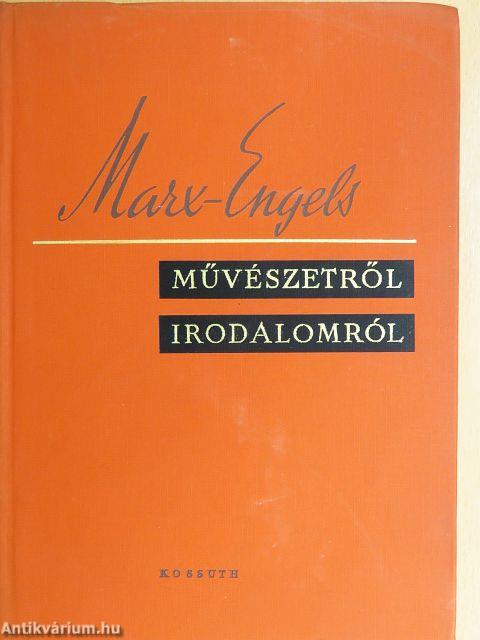 Marx-Engels
MŰVÉSZETRŐL
IRODALOMRÓL
KOSSUTH
Antikvárium.hu